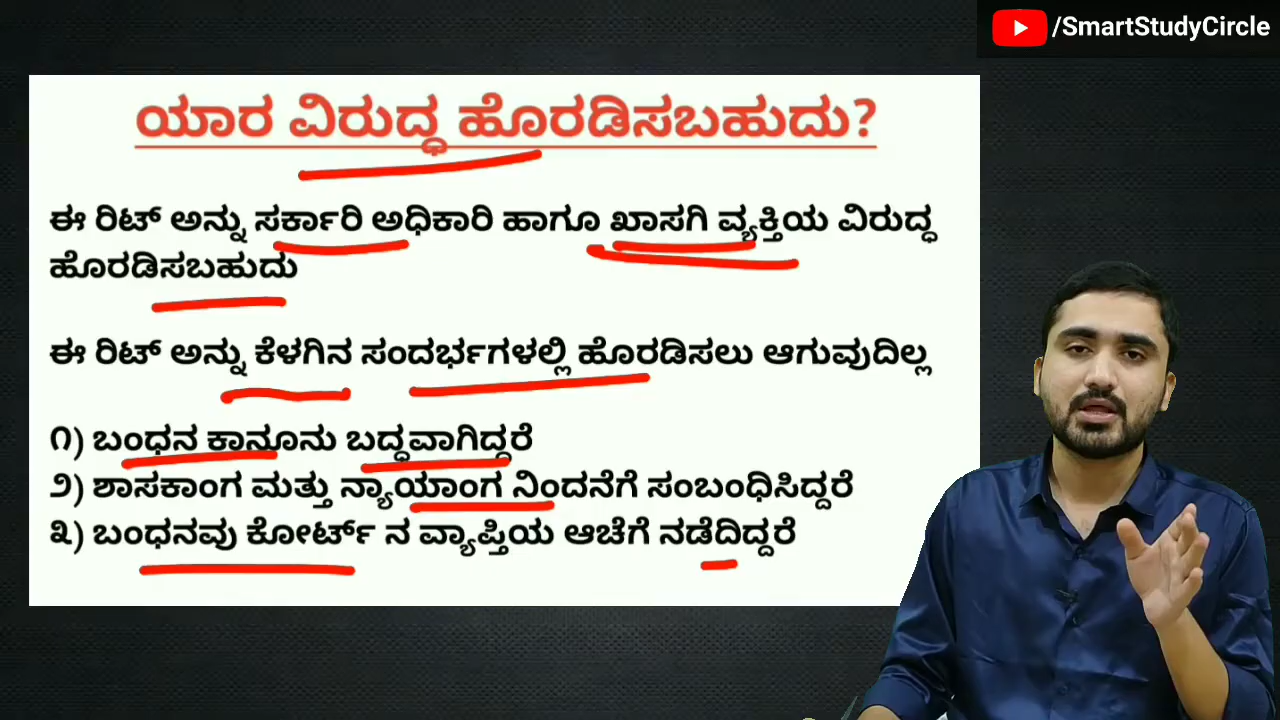 /SmartStudyCircle
ಯಾರ ವಿರುದ್ಧ ಹೊರಡಿಸಬಹುದು?
ಈ ರಿಟ್ ಅನ್ನು ಸರ್ಕಾರಿ ಅಧಿಕಾರಿ ಹಾಗೂ ಖಾಸಗಿ ವ್ಯಕ್ತಿಯ ವಿರುದ್ಧ
ಹೊರಡಿಸಬಹುದು
ಈ ರಿಟ್ ಅನ್ನು ಕೆಳಗಿನ ಸಂದರ್ಭಗಳಲ್ಲಿ ಹೊರಡಿಸಲು ಆಗುವುದಿಲ್ಲ
೧) ಬಂಧನ ಕಾನೂನು ಬದ್ಧವಾಗಿದ್ದರೆ
೨) ಶಾಸಕಾಂಗ ಮತ್ತು ನ್ಯಾಯಾಂಗ ನಿಂದನೆಗೆ ಸಂಬಂಧಿಸಿದ್ದರೆ
೩) ಬಂಧನವು ಕೋರ್ಟ್ ನ ವ್ಯಾಪ್ತಿಯ ಆಚೆಗೆ ನಡೆದಿದ್ದರೆ